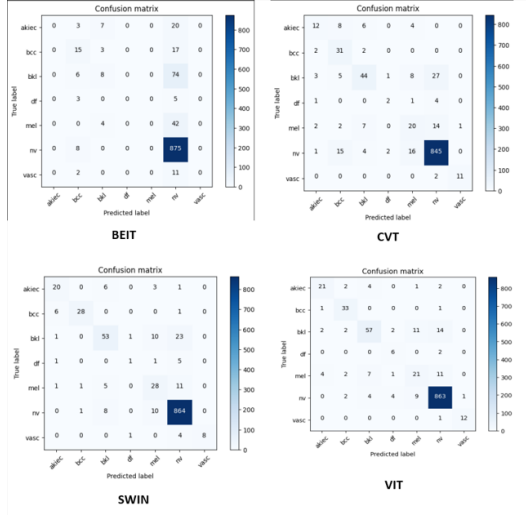 Confusion matrix
akiec 0 3 7 0 0 20 0
bcc 0 15 3 0 0 17 0
bkl 0 6 8 0 0 74 0
df 0 3 0 0 0 5 0
mel 0 0 4 0 0 42 0
nv 0 8 0 0 0 875 0
vasc 0 2 0 0 0 11 0
akiec bcc bkl df mel nv vasc
True label
Predicted label
800
700
600
500
400
300
200
100
0
BEIT
Confusion matrix
akiec 12 8 6 0 4 0 0
bcc 2 31 2 0 0 0 0
bkl 3 5 44 1 8 27 0
df 1 0 0 2 1 4 0
mel 2 2 7 0 20 14 1
nv 1 15 4 2 16 845 0
vasc 0 0 0 0 0 2 11
akiec bcc bkl df mel nv vasc
True label
Predicted label
800
700
600
500
400
300
200
100
0
CVT
Confusion matrix
akiec 20 0 6 0 3 1 0
bcc 6 28 0 0 0 1 0
bkl 1 0 53 1 10 23 0
df 1 0 0 1 1 5 0
mel 1 1 5 0 28 11 0
nv 0 1 8 0 10 864 0
vasc 0 0 0 1 0 4 8
akiec bcc bkl df mel nv vasc
True label
Predicted label
800
700
600
500
400
300
200
100
0
SWIN
Confusion matrix
akiec 21 2 4 0 1 2 0
bcc 1 33 0 0 0 1 0
bkl 2 2 57 2 11 14 0
df 0 0 0 6 0 2 0
mel 4 2 7 1 21 11 0
nv 0 2 4 4 9 863 1
vasc 0 0 0 0 0 1 12
akiec bcc bkl df mel nv vasc
True label
Predicted label
800
700
600
500
400
300
200
100
0
VIT